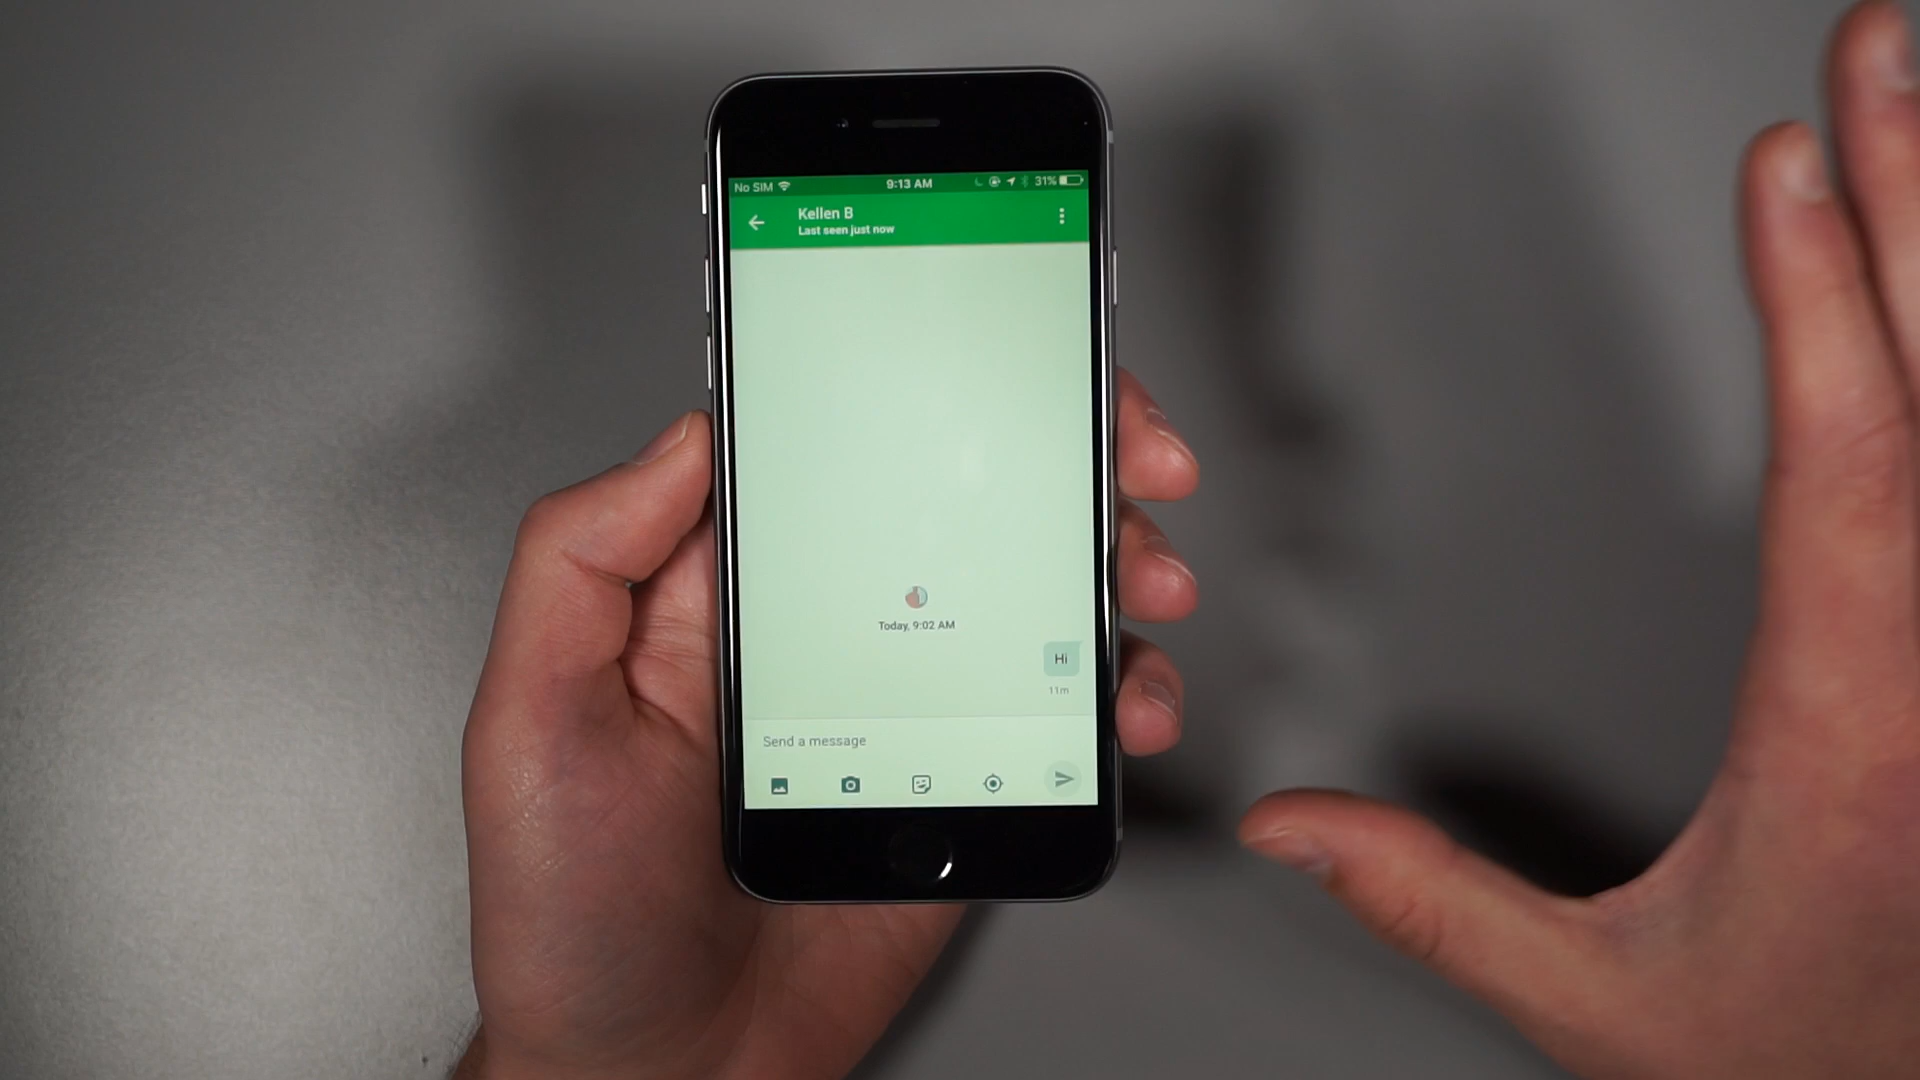 No SIM 9:13 AM 31%
Kellen B
Last seen just now
Today, 9:02 AM
Hi
11m
Send a message